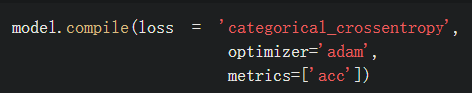 model.compile(loss = 'categorical_crossentropy',
optimizer='adam',
metrics=['acc'])